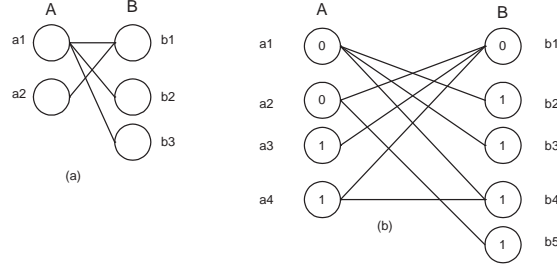 A B
a1 b1
a2 b2
b3
(a)
A B
a1 0 0 b1
a2 0 1 b2
a3 1 1 b3
a4 1 1 b4
(b)
1 b5